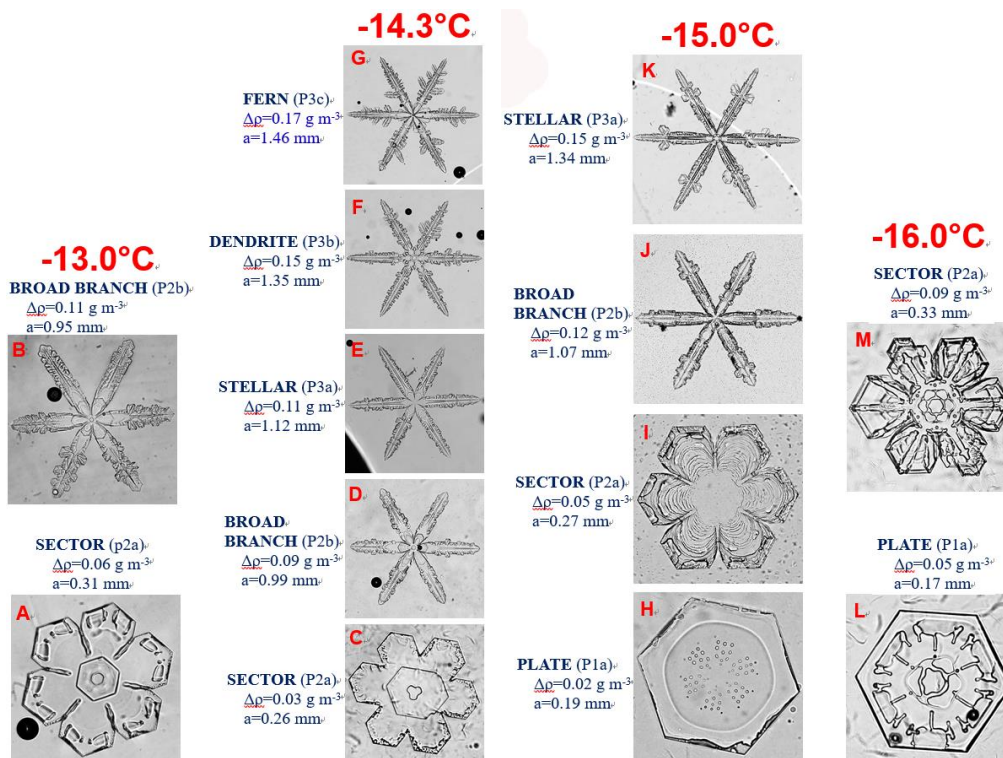 -13.0°C
BROAD BRANCH (P2b)
Δρ=0.11 g m-3
a=0.95 mm
B
SECTOR (p2a)
Δρ=0.06 g m-3
a=0.31 mm
A
-14.3°C
G
FERN (P3c)
Δρ=0.17 g m-3
a=1.46 mm
F
DENDRITE (P3b)
Δρ=0.15 g m-3
a=1.35 mm
E
STELLAR (P3a)
Δρ=0.11 g m-3
a=1.12 mm
D
BROAD
BRANCH (P2b)
Δρ=0.09 g m-3
a=0.99 mm
C
SECTOR (P2a)
Δρ=0.03 g m-3
a=0.26 mm
-15.0°C
K
STELLAR (P3a)
Δρ=0.15 g m-3
a=1.34 mm
J
BROAD
BRANCH (P2b)
Δρ=0.12 g m-3
a=1.07 mm
I
SECTOR (P2a)
Δρ=0.05 g m-3
a=0.27 mm
H
PLATE (P1a)
Δρ=0.02 g m-3
a=0.19 mm
-16.0°C
SECTOR (P2a)
Δρ=0.09 g m-3
a=0.33 mm
M
PLATE (P1a)
Δρ=0.05 g m-3
a=0.17 mm
L